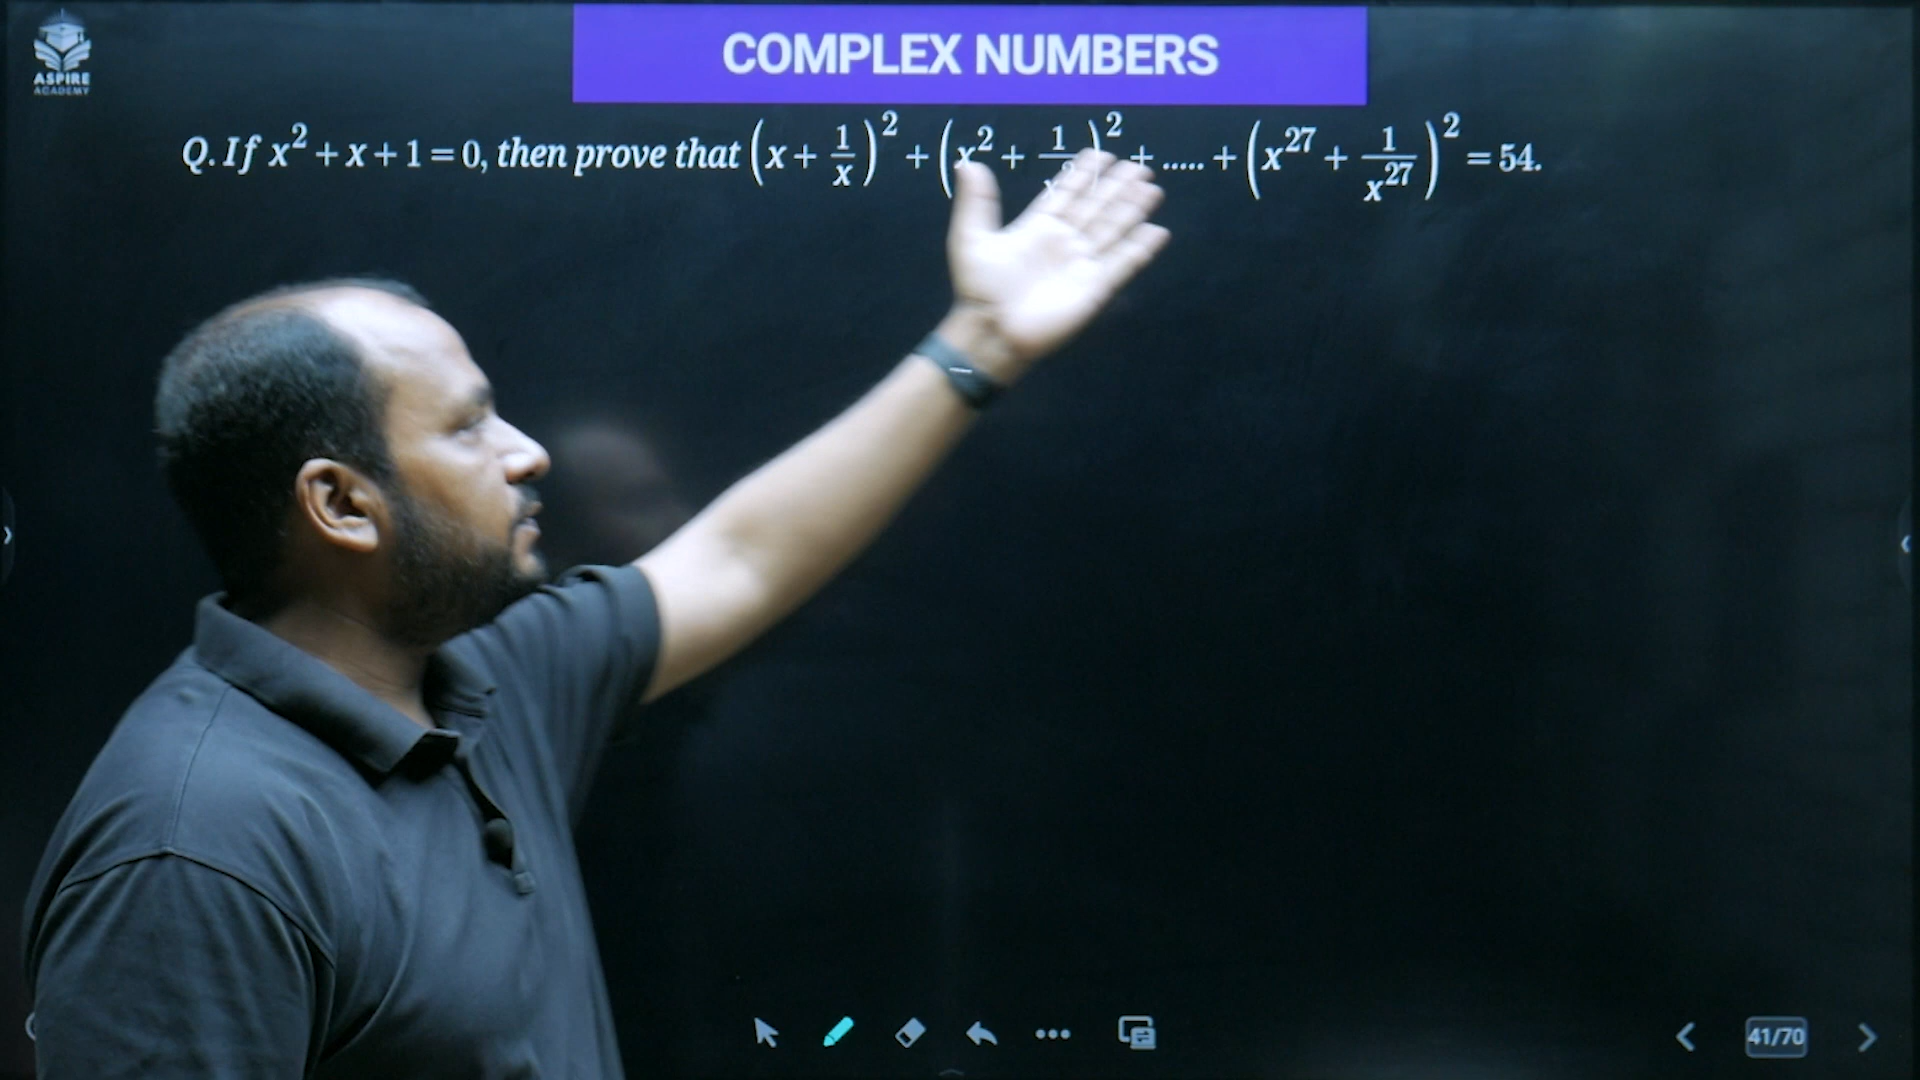 ASPIRE
ACADEMY
COMPLEX NUMBERS
Q. If x² + x + 1 = 0, then prove that (x + 1/x)² + (x² + 1/x²)² + ..... + (x²⁷ + 1/x²⁷)² = 54.
41/70